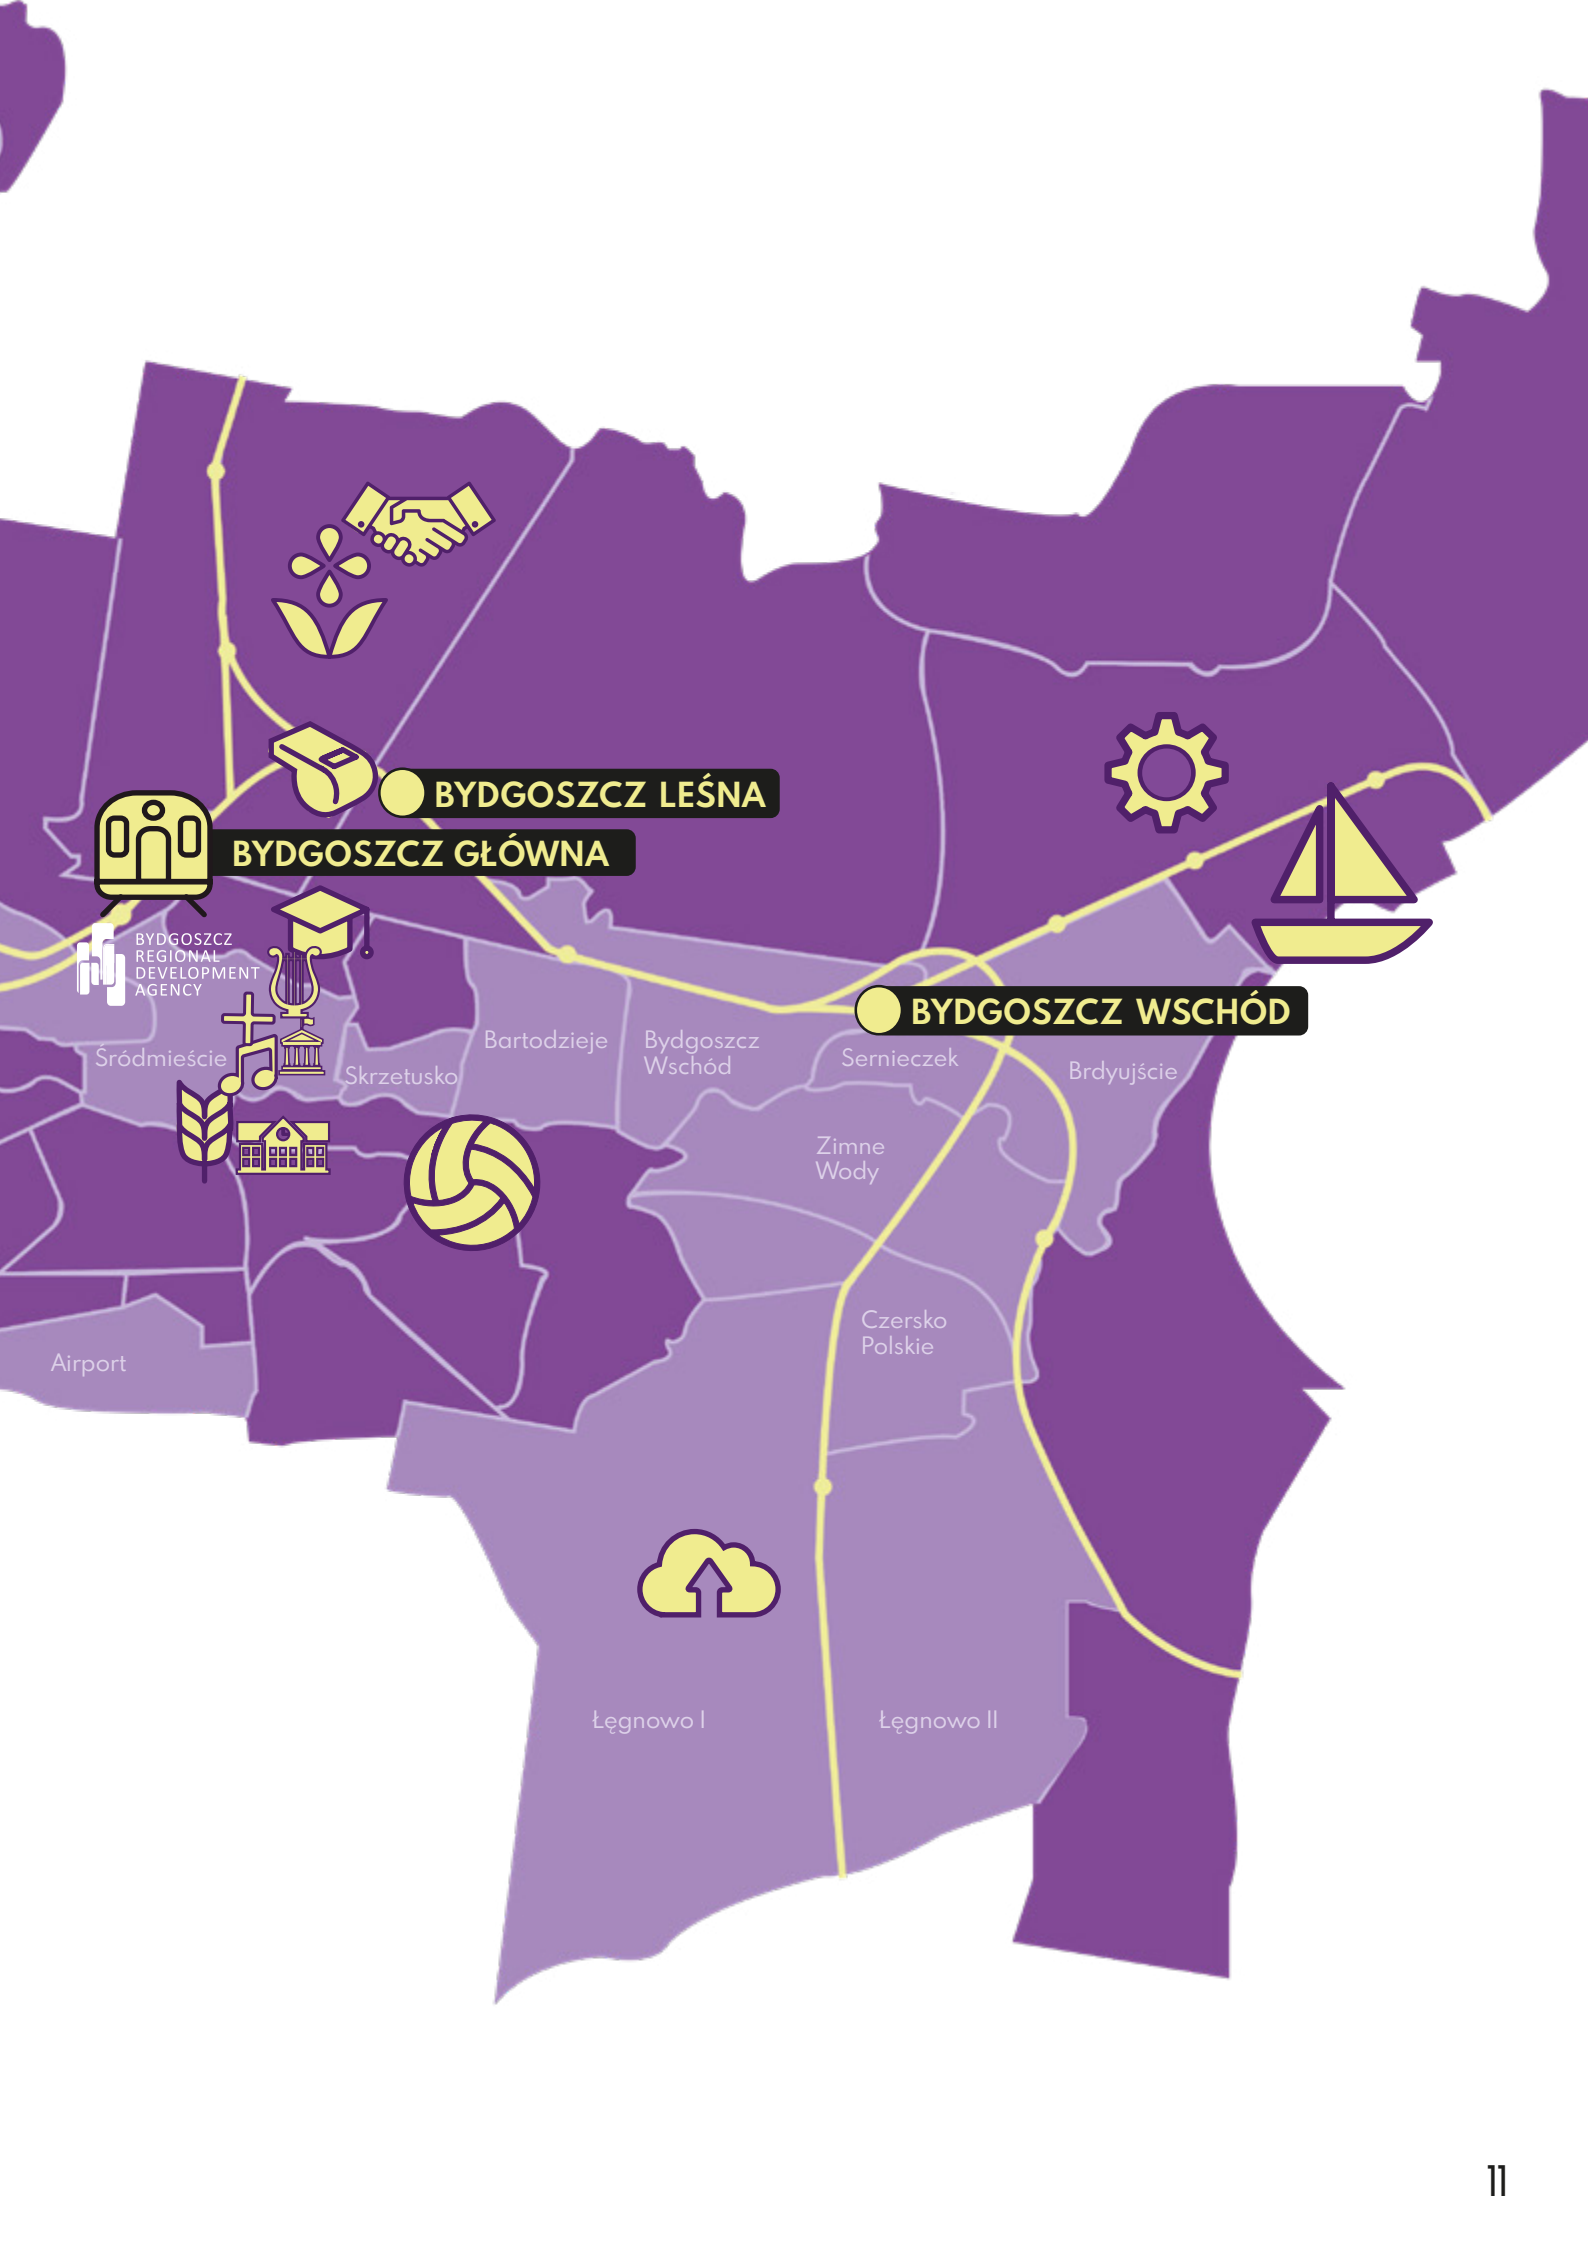 BYDGOSZCZ LEŚNA
BYDGOSZCZ GŁÓWNA
BYDGOSZCZ
REGIONAL
DEVELOPMENT
AGENCY
BYDGOSZCZ WSCHÓD
Śródmieście
Skrzetusko
Bartodzieje
Bydgoszcz
Wschód
Sernieczek
Brdyujście
Zimne
Wody
Czersko
Polskie
Airport
Łęgnowo I
Łęgnowo II
11